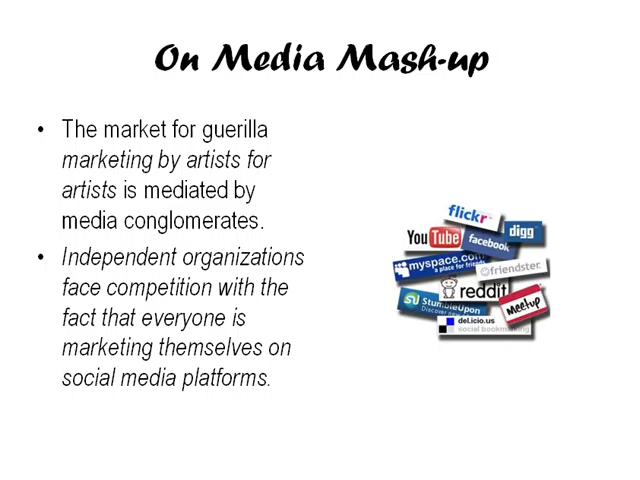 On Media Mash-up
• The market for guerilla
marketing by artists for
artists is mediated by
media conglomerates.
• Independent organizations
face competition with the
fact that everyone is
marketing themselves on
social media platforms.
flickr
digg
YouTube
facebook
myspace.com
a place for friends
friendster
reddit
StumbleUpon
Meetup
del.icio.us
social bookmarking